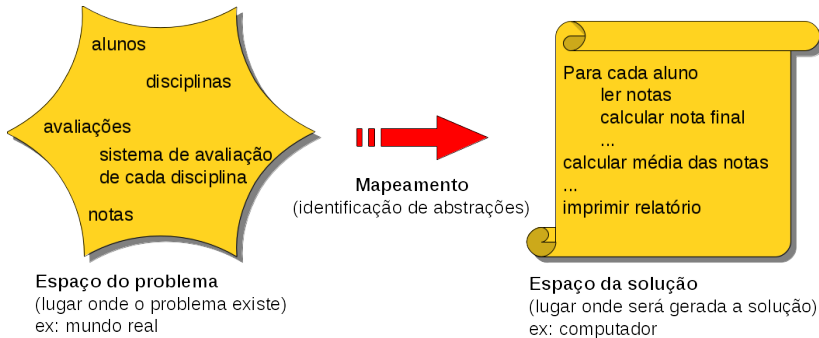 alunos
disciplinas
avaliações
sistema de avaliação
de cada disciplina
notas
Espaço do problema
(lugar onde o problema existe)
ex: mundo real
Mapeamento
(identificação de abstrações)
Para cada aluno
ler notas
calcular nota final
...
calcular média das notas
...
imprimir relatório
Espaço da solução
(lugar onde será gerada a solução)
ex: computador